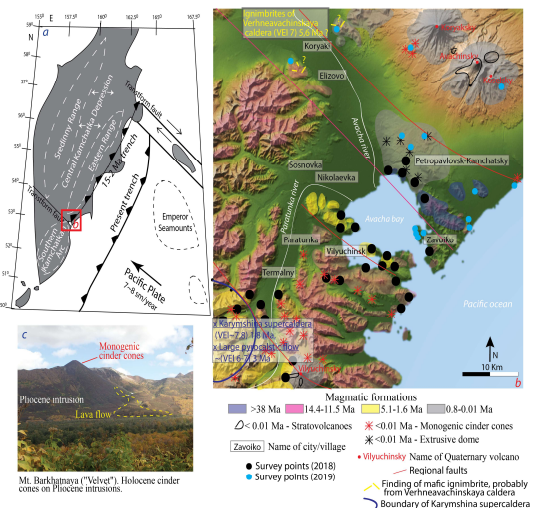 E
157.5°
160.5°
162.5°
167.5°
N
a
59°
58°
56°
55°
54°
53°
52°
51°
50°
Sredinny Range
Central Kamchatka Depression
Eastern Range
Transform fault
Transform fault
15-2 Ma trench
Present trench
Southern
Kamchatka
Arc
Emperor
Seamounts
Pacific Plate
7–8 sm/year
c
Monogenic
cinder cones
Pliocene intrusion
Lava flow
Mt. Barkhatnaya ("Velvet"). Holocene cinder
cones on Pliocene intrusions.
Ignimbrites of
Verhneavachinskaya
caldera (VEI 7) 5,6 Ma ?
Koryaki
?
Elizovo
Avachinski
Avacha river
Petropavlovsk-Kamchatsky
Sosnovka
Nikolaevka
Paratunka river
Avacha bay
Paratunka
Zavoiko
Vilyuchinsk
Termalny
x Karymshina supercaldera
(VEI~7,8) 1,8 Ma,
x Large pyroclastic flow
~(VEI 6-7) 3 Ma
Vilyuchinsky
Pacific ocean
N
10 Km
b
Magmatic formations
>38 Ma
14.4-11.5 Ma
5.1-1.6 Ma
0.8-0.01 Ma
< 0.01 Ma - Stratovolcanoes
<0.01 Ma - Monogenic cinder cones
<0.01 Ma - Extrusive dome
Zavoiko Name of city/village
Vilyuchinsky Name of Quaternary volcano
Survey points (2018)
Survey points (2019)
Regional faults
Finding of mafic ignimbrite, probably
from Verhneavachinskaya caldera
Boundary of Karymshina supercaldera